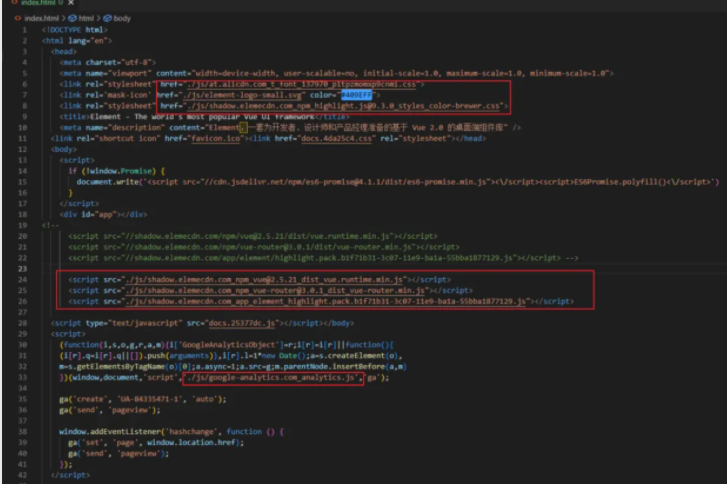 index.html U
index.html > html > body
1 <!DOCTYPE html>
2 <html lang="en">
3 <head>
4 <meta charset="utf-8">
5 <meta name="viewport" content="width=device-width, user-scalable=no, initial-scale=1.0, maximum-scale=1.0, minimum-scale=1.0">
6 <link rel="stylesheet" href="./js/at.alicdn.com_t_font_137970_p1tpzmomxp9cnmi.css">
7 <link rel='mask-icon' href="./js/element-logo-small.svg" color="#409EFF">
8 <link rel="stylesheet" href="./js/shadow.elemecdn.com_npm_highlight.js@9.3.0_styles_color-brewer.css">
9 <title>Element - The world's most popular Vue UI framework</title>
10 <meta name="description" content="Element，一套为开发者、设计师和产品经理准备的基于 Vue 2.0 的桌面端组件库" />
11 <link rel="shortcut icon" href="favicon.ico"><link href="docs.4da25c4.css" rel="stylesheet"></head>
12 <body>
13 <script>
14 if (!window.Promise) {
15 document.write('<script src="//cdn.jsdelivr.net/npm/es6-promise@4.1.1/dist/es6-promise.min.js"><\/script><script>ES6Promise.polyfill()<\/script>')
16 }
17 </script>
18 <div id="app"></div>
19 <!--
20 <script src="//shadow.elemecdn.com/npm/vue@2.5.21/dist/vue.runtime.min.js"></script>
21 <script src="//shadow.elemecdn.com/npm/vue-router@3.0.1/dist/vue-router.min.js"></script>
22 <script src="//shadow.elemecdn.com/app/element/highlight.pack.b1f71b31-3c07-11e9-ba1a-55bba1877129.js"></script> -->
23
24 <script src="./js/shadow.elemecdn.com_npm_vue@2.5.21_dist_vue.runtime.min.js"></script>
25 <script src="./js/shadow.elemecdn.com_npm_vue-router@3.0.1_dist_vue-router.min.js"></script>
26 <script src="./js/shadow.elemecdn.com_app_element_highlight.pack.b1f71b31-3c07-11e9-ba1a-55bba1877129.js"></script>
27
28 <script type="text/javascript" src="docs.25377dc.js"></script></body>
29 <script>
30 (function(i,s,o,g,r,a,m){i['GoogleAnalyticsObject']=r;i[r]=i[r]||function(){
31 (i[r].q=i[r].q||[]).push(arguments)},i[r].l=1*new Date();a=s.createElement(o),
32 m=s.getElementsByTagName(o)[0];a.async=1;a.src=g;m.parentNode.insertBefore(a,m)
33 })(window,document,'script','./js/google-analytics.com_analytics.js','ga');
34
35 ga('create', 'UA-84335471-1', 'auto');
36 ga('send', 'pageview');
37
38 window.addEventListener('hashchange', function () {
39 ga('set', 'page', window.location.href);
40 ga('send', 'pageview');
41 });
42 </script>